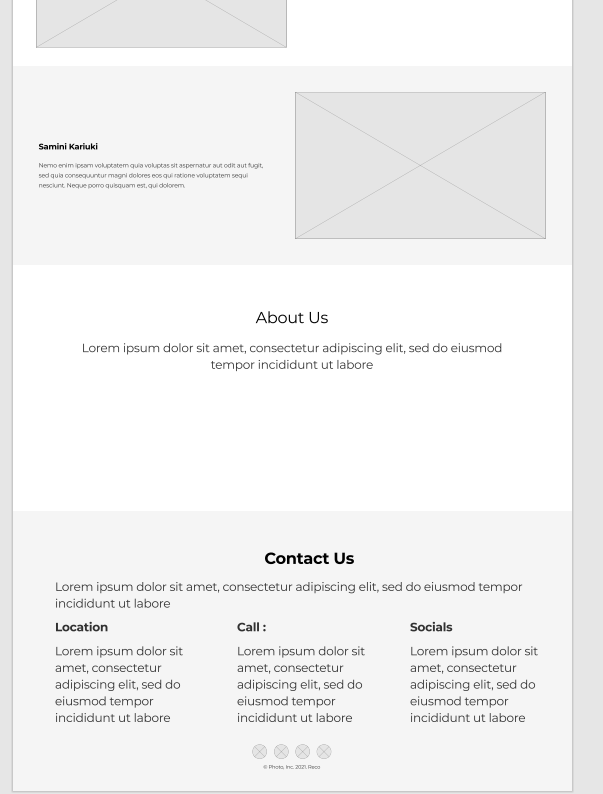 Samini Kariuki
Nemo enim ipsam voluptatem quia voluptas sit aspernatur aut odit aut fugit,
sed quia consequuntur magni dolores eos qui ratione voluptatem sequi
nesciunt. Neque porro quisquam est, qui dolorem.
About Us
Lorem ipsum dolor sit amet, consectetur adipiscing elit, sed do eiusmod
tempor incididunt ut labore
Contact Us
Lorem ipsum dolor sit amet, consectetur adipiscing elit, sed do eiusmod tempor
incididunt ut labore
Location
Lorem ipsum dolor sit
amet, consectetur
adipiscing elit, sed do
eiusmod tempor
incididunt ut labore
Call :
Lorem ipsum dolor sit
amet, consectetur
adipiscing elit, sed do
eiusmod tempor
incididunt ut labore
Socials
Lorem ipsum dolor sit
amet, consectetur
adipiscing elit, sed do
eiusmod tempor
incididunt ut labore
© Photo, Inc. 2021. Reco